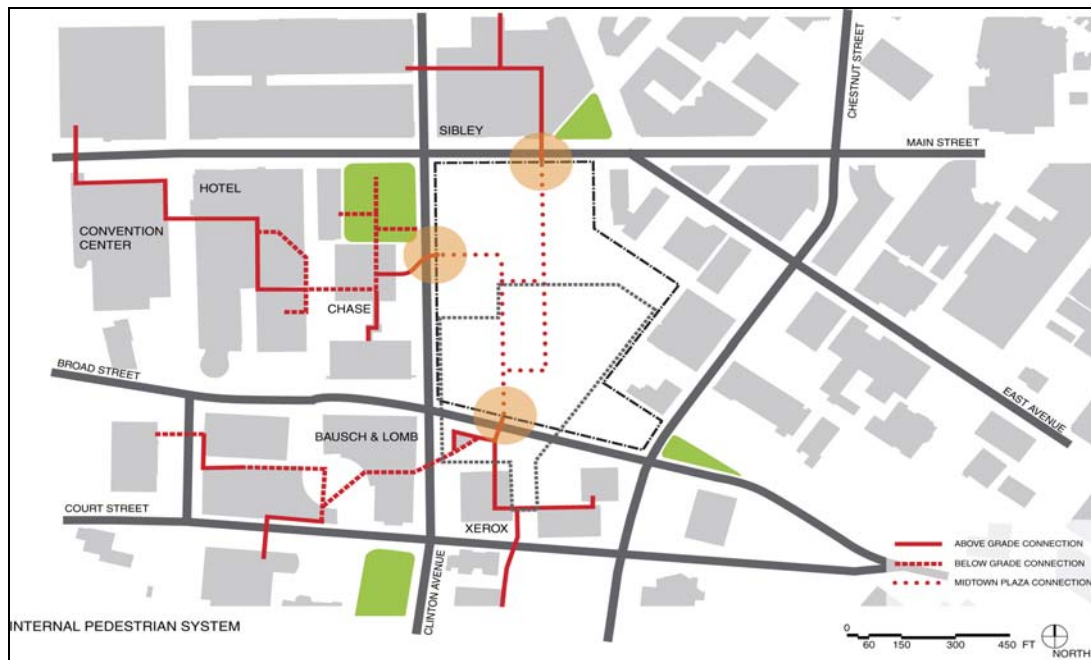 CHESTNUT STREET
SIBLEY
MAIN STREET
HOTEL
CONVENTION
CENTER
CHASE
BROAD STREET
BAUSCH & LOMB
EAST AVENUE
COURT STREET
XEROX
CLINTON AVENUE
ABOVE GRADE CONNECTION
BELOW GRADE CONNECTION
MIDTOWN PLAZA CONNECTION
INTERNAL PEDESTRIAN SYSTEM
0
60 150 300 450 FT
NORTH